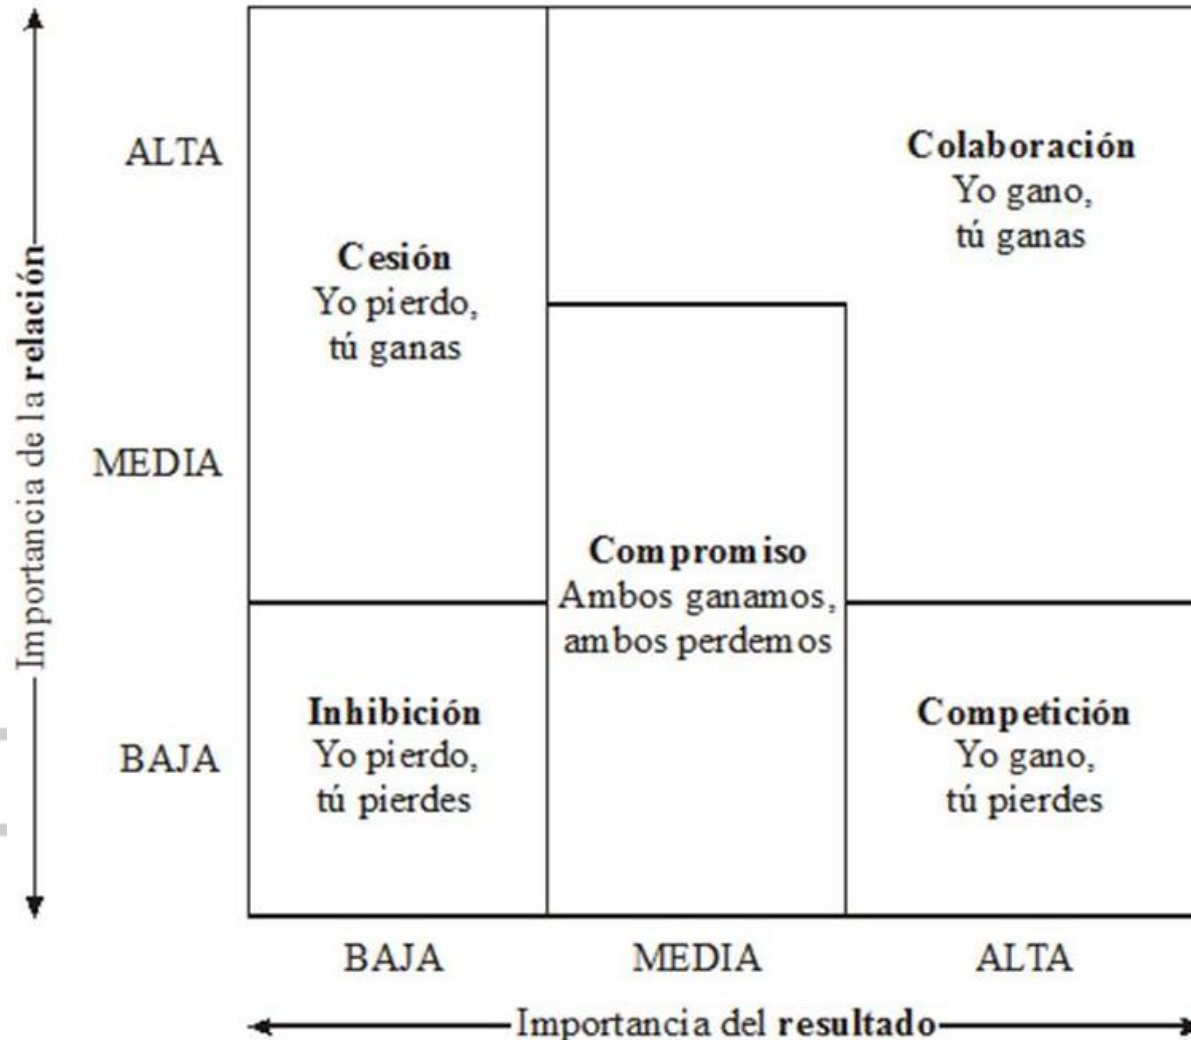 Importancia de la relación
ALTA
MEDIA
BAJA
Cesión
Yo pierdo,
tú ganas
Colaboración
Yo gano,
tú ganas
Compromiso
Ambos ganamos,
ambos perdemos
Inhibición
Yo pierdo,
tú pierdes
Competición
Yo gano,
tú pierdes
BAJA
MEDIA
ALTA
Importancia del resultado